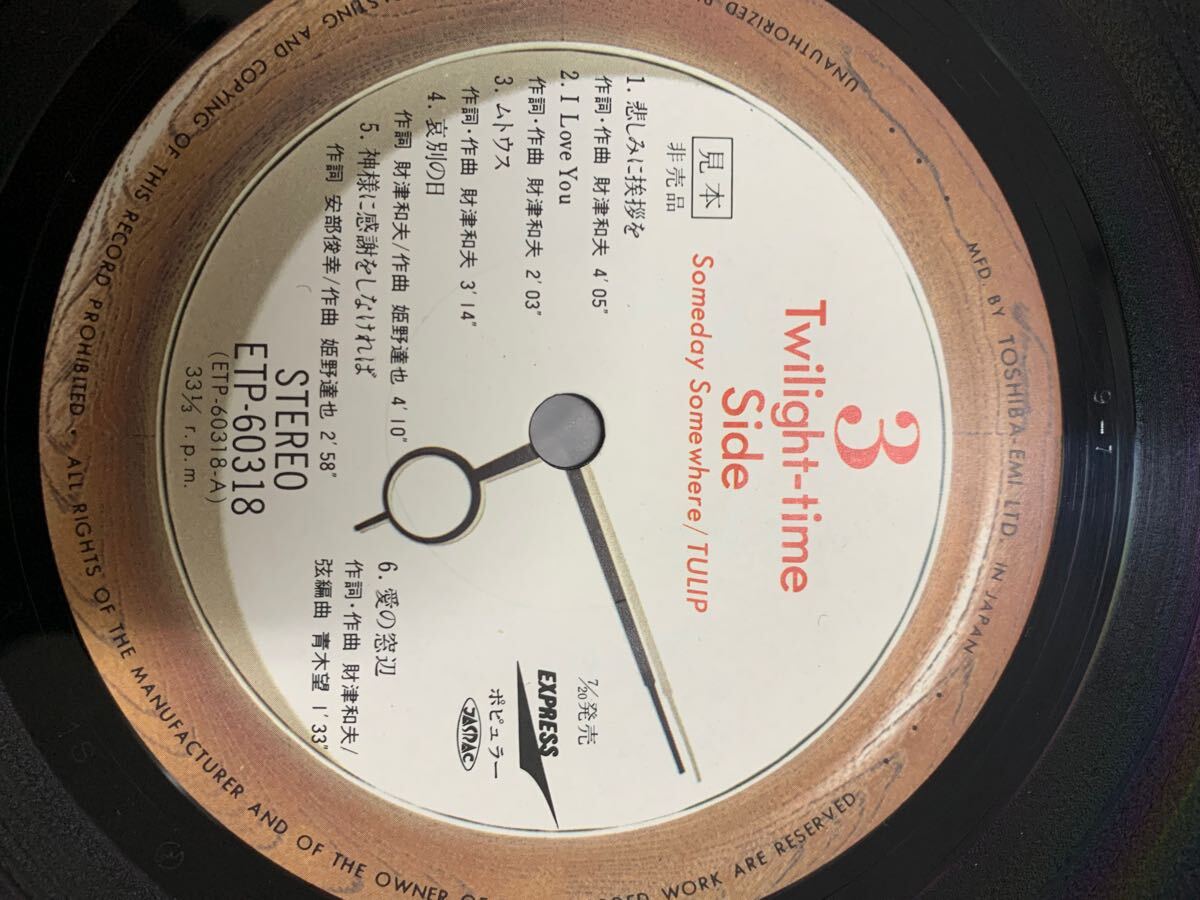 3
Twilight-time
Side
Someday Somewhere/TULIP
見本
非売品
1. 悲しみに挨拶を
作詞・作曲 財津和夫 4'05"
2. I Love You
作詞・作曲 財津和夫 2'03"
3. ムトウス
作詞・作曲 財津和夫 3'14"
4. 哀別の日
作詞 財津和夫/作曲 姫野達也 4'10"
5. 神様に感謝をしなければ
作詞 安部俊幸/作曲 姫野達也 2'58"
6. 愛の窓辺
作詞・作曲 財津和夫/
弦編曲 青木望 1'33"
7/20発売
EXPRESS
ポピュラー
JASRAC
STEREO
ETP-60318
(ETP-60318-A)
33⅓ r.p.m.
MFD. BY TOSHIBA-EMI LTD. IN JAPAN
ASTING AND COPYING OF THIS RECORD PROHIBITED • ALL RIGHTS OF THE MANUFACTURER AND OF THE OWNER OF
WORK ARE RESERVED
UNAUTHORIZED
9-7
S